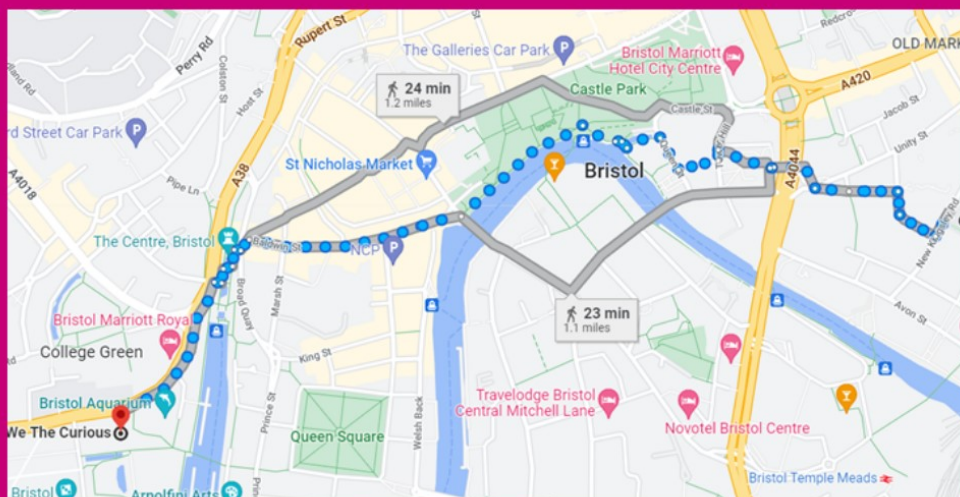 Rupert St
Perry Rd
Colston St
Host St
The Galleries Car Park
P
Bristol Marriott
Hotel City Centre
Redcro
OLD MARK
A420
Jacob St
Unity St
Castle Park
Castle St
24 min
1.2 miles
rd Street Car Park
P
A4018
Pipe Ln
A38
St Nicholas Market
Bristol
A4044
New Kingsley Rd
The Centre, Bristol
Baldwin St
NCP
P
Broad Quay
Marsh St
23 min
1.1 miles
Avon St
Bristol Marriott Royal
College Green
King St
Bristol Aquarium
We The Curious
Prince St
Queen Square
Welsh Back
Travelodge Bristol
Central Mitchell Lane
Novotel Bristol Centre
Bristol Temple Meads
Bristol
Arnolfini Arts